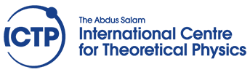 ICTP
The Abdus Salam
International Centre
for Theoretical Physics